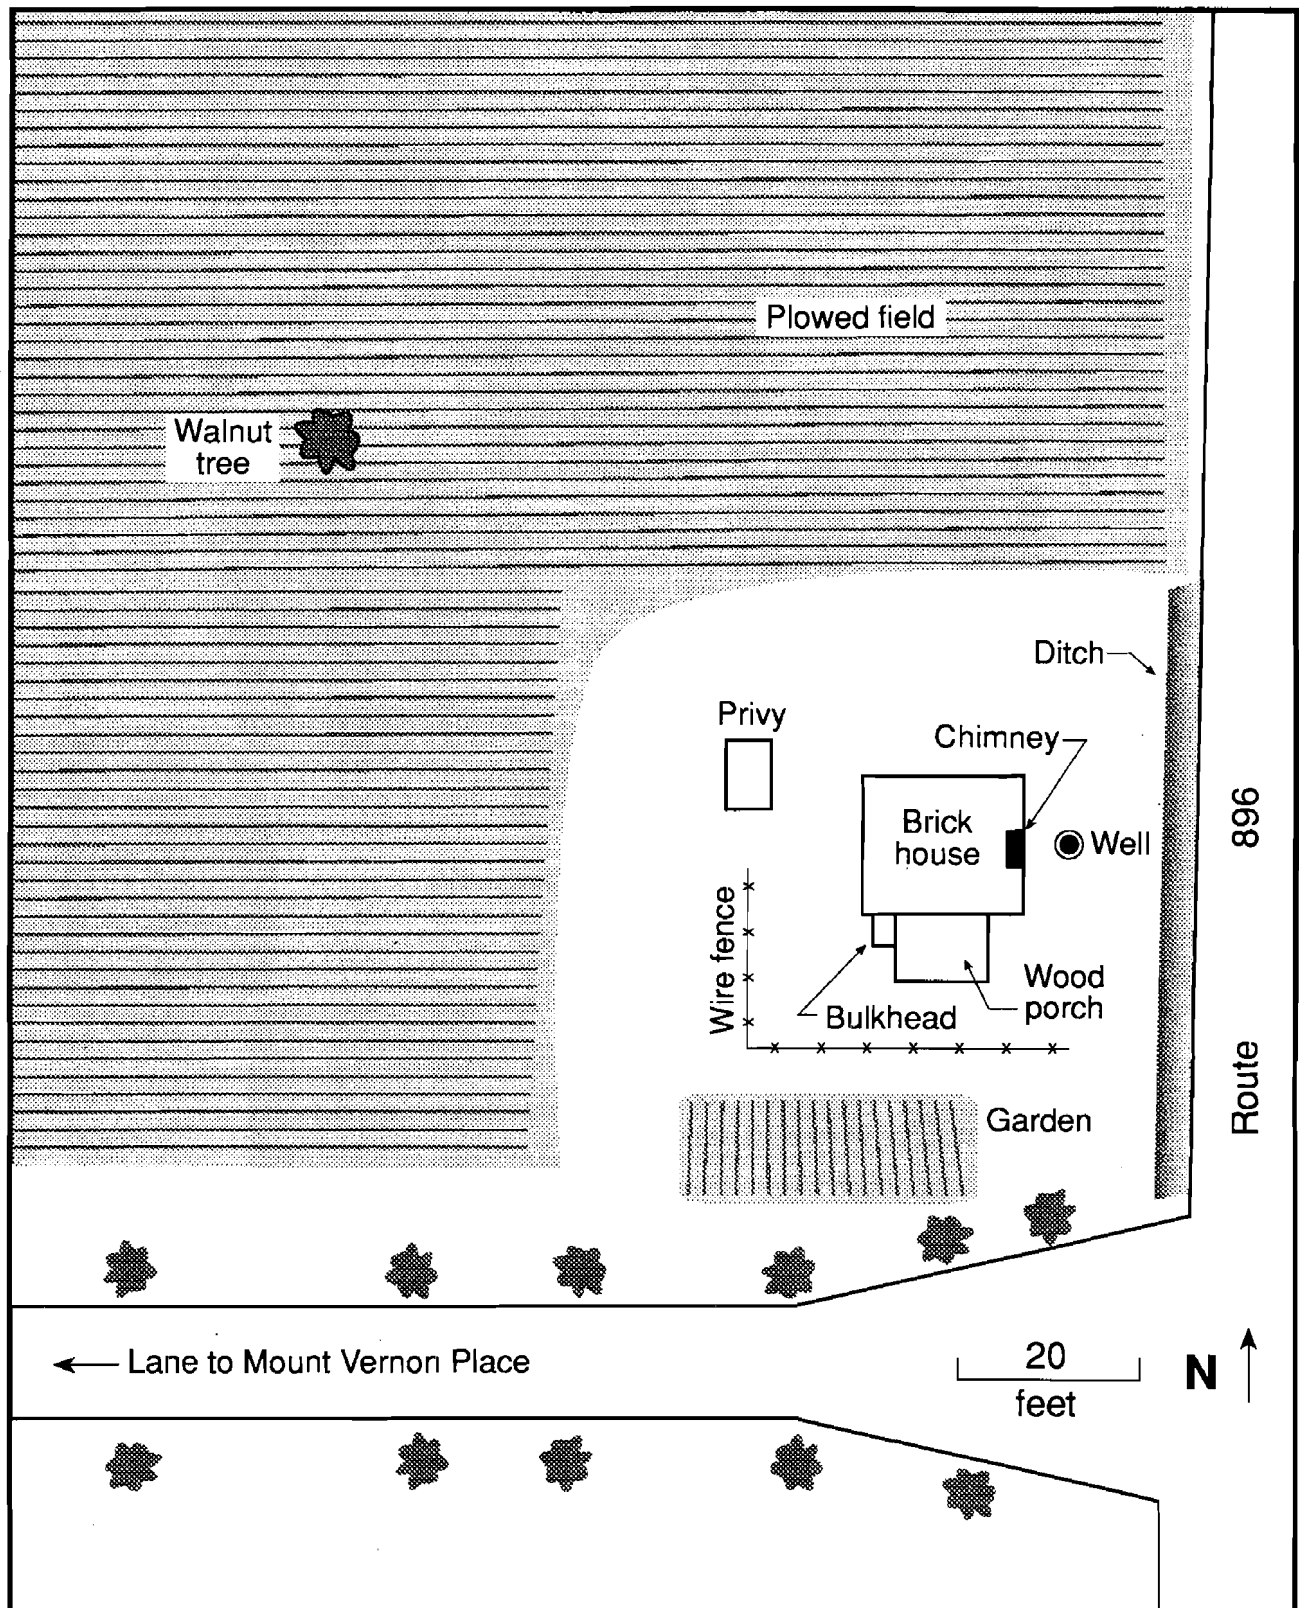 Plowed field
Walnut
tree
Ditch
Privy
Chimney
Brick
house
Well
896
Wire fence
Wood
porch
Bulkhead
Route
Garden
Lane to Mount Vernon Place
20
feet
N